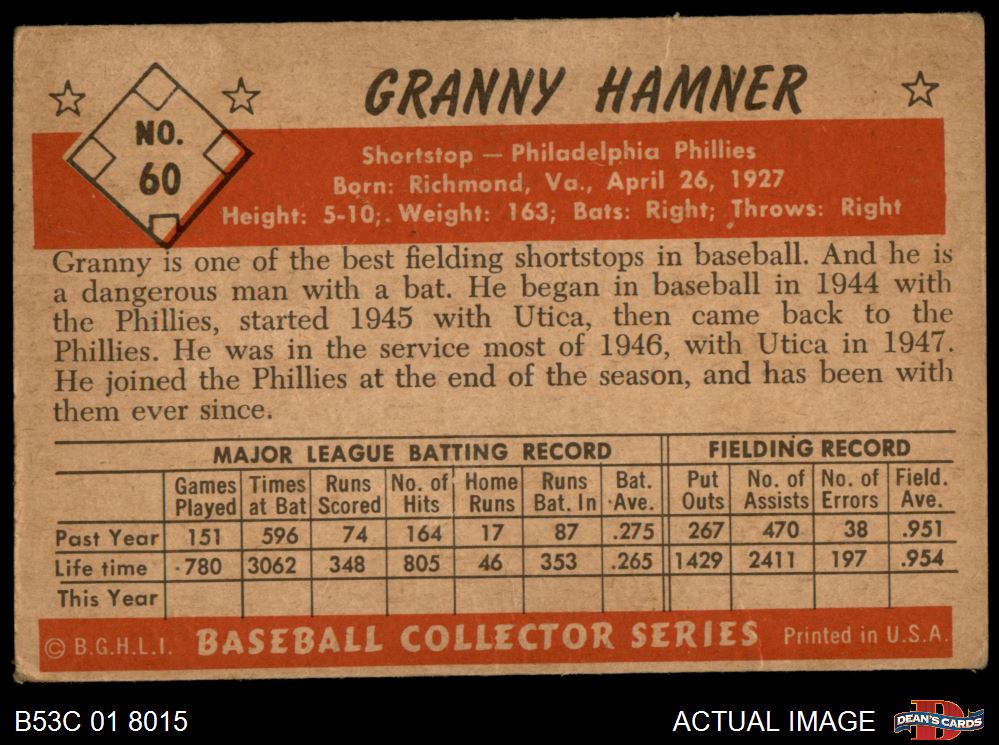 GRANNY HAMNER
NO.
60
Shortstop — Philadelphia Phillies
Born: Richmond, Va., April 26, 1927
Height: 5-10; Weight: 163; Bats: Right; Throws: Right
Granny is one of the best fielding shortstops in baseball. And he is
a dangerous man with a bat. He began in baseball in 1944 with
the Phillies, started 1945 with Utica, then came back to the
Phillies. He was in the service most of 1946, with Utica in 1947.
He joined the Phillies at the end of the season, and has been with
them ever since.
MAJOR LEAGUE BATTING RECORD FIELDING RECORD
Games Times Runs No. of Home Runs Bat. Put No. of No. of Field.
Played at Bat Scored Hits Runs Bat. In Ave. Outs Assists Errors Ave.
Past Year 151 596 74 164 17 87 .275 267 470 38 .951
Life time 780 3062 348 805 46 353 .265 1429 2411 197 .954
This Year
© B.G.H.L.I. BASEBALL COLLECTOR SERIES Printed in U.S.A.
B53C 01 8015 ACTUAL IMAGE D DEAN'S CARDS